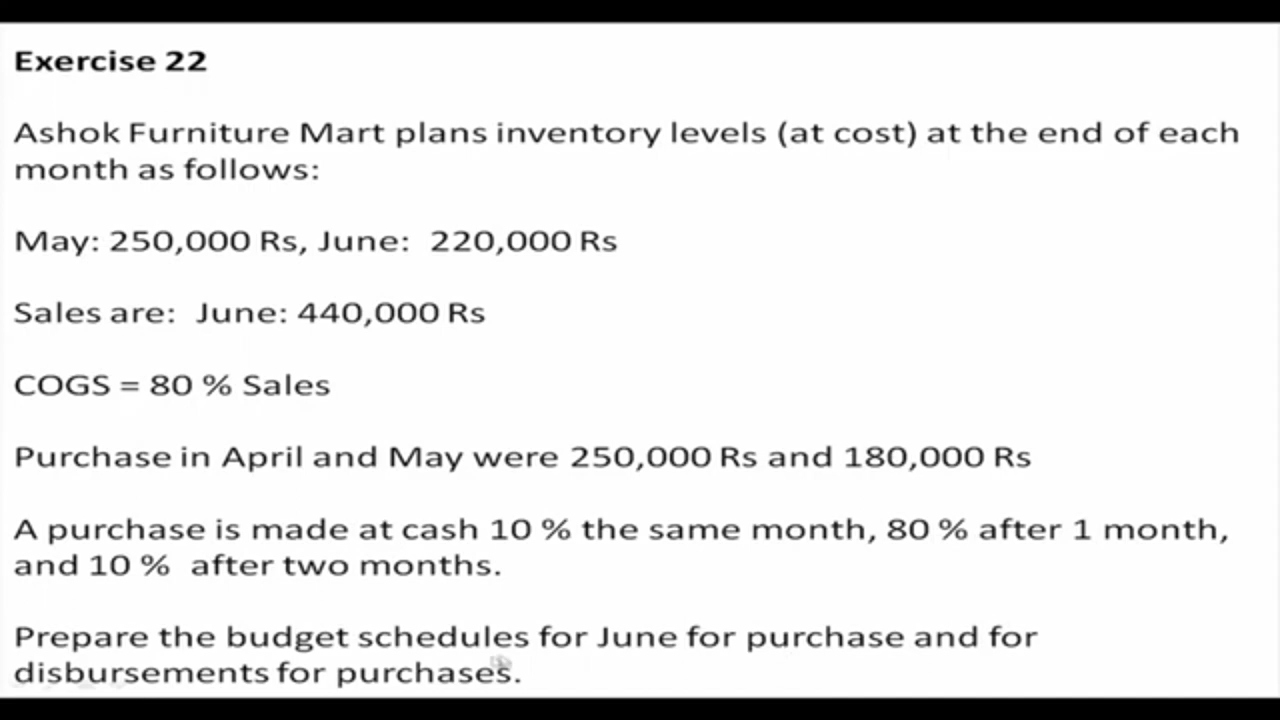 Exercise 22
Ashok Furniture Mart plans inventory levels (at cost) at the end of each
month as follows:
May: 250,000 Rs, June: 220,000 Rs
Sales are: June: 440,000 Rs
COGS = 80 % Sales
Purchase in April and May were 250,000 Rs and 180,000 Rs
A purchase is made at cash 10 % the same month, 80 % after 1 month,
and 10 % after two months.
Prepare the budget schedules for June for purchase and for
disbursements for purchases.